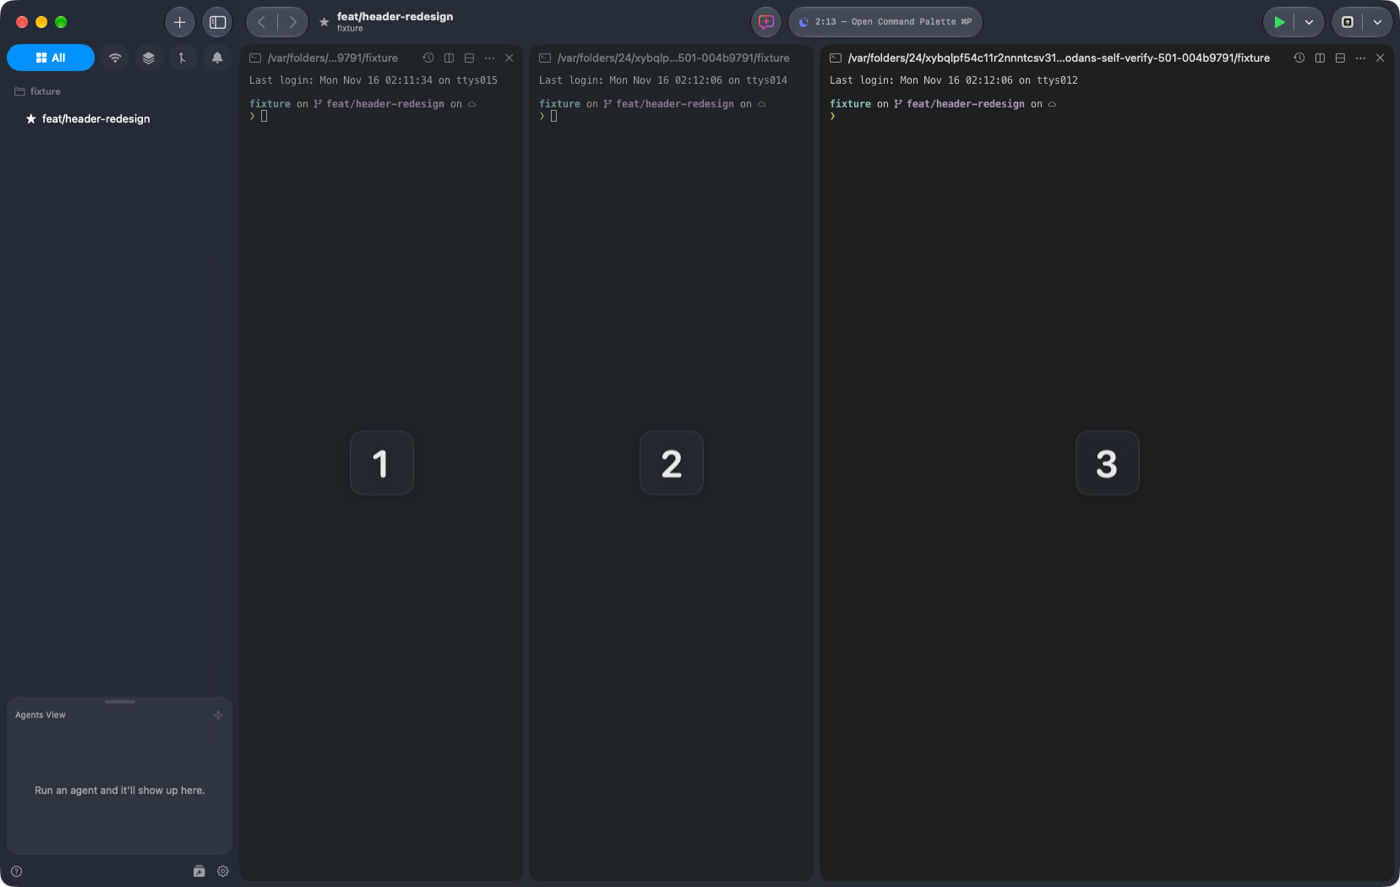 feat/header-redesign
fixture
2:13 — Open Command Palette ⌘P
All
fixture
feat/header-redesign
/var/folders/...9791/fixture
Last login: Mon Nov 16 02:11:34 on ttys015
fixture on feat/header-redesign on
❯
1
/var/folders/24/xybqlp...501-004b9791/fixture
Last login: Mon Nov 16 02:12:06 on ttys014
fixture on feat/header-redesign on
❯
2
/var/folders/24/xybqlpf54c11r2nnntcsv31...odans-self-verify-501-004b9791/fixture
Last login: Mon Nov 16 02:12:06 on ttys012
fixture on feat/header-redesign on
❯
3
Agents View
Run an agent and it'll show up here.